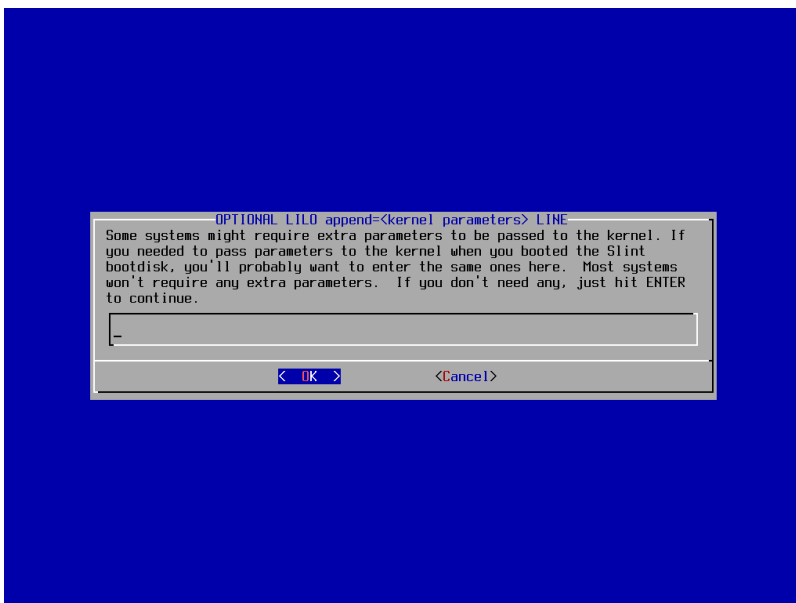 OPTIONAL LILO append=<kernel parameters> LINE
Some systems might require extra parameters to be passed to the kernel. If
you needed to pass parameters to the kernel when you booted the Slint
bootdisk, you'll probably want to enter the same ones here.  Most systems
won't require any extra parameters.  If you don't need any, just hit ENTER
to continue.
_
<  OK  > <Cancel>